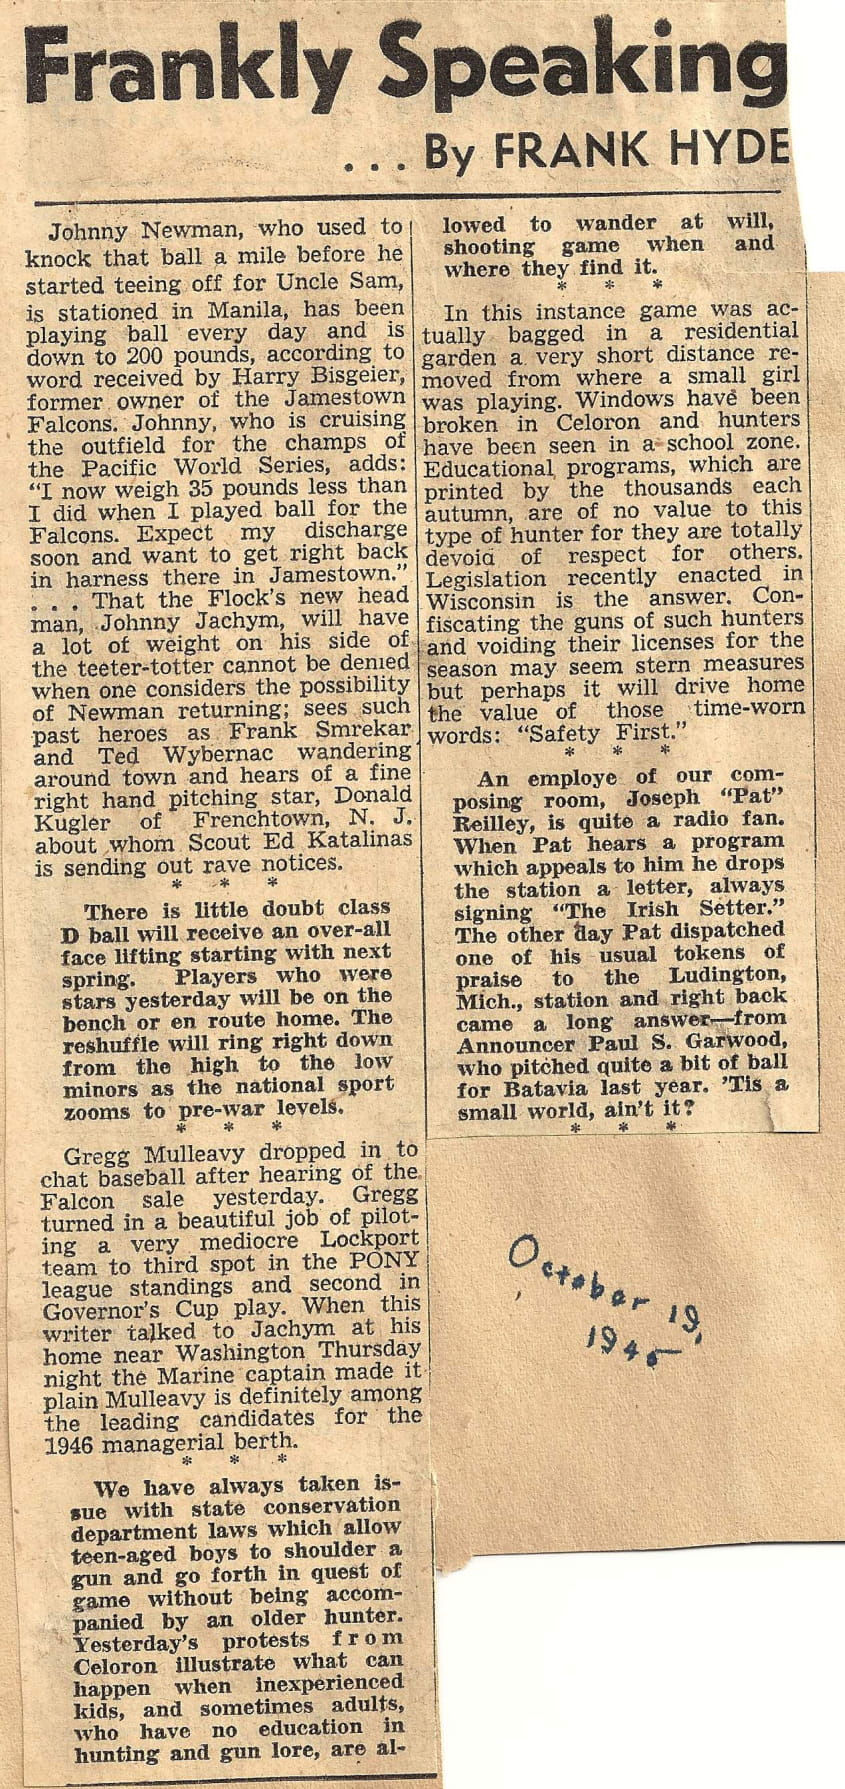 Frankly Speaking
... By FRANK HYDE
Johnny Newman, who used to
knock that ball a mile before he
started teeing off for Uncle Sam,
is stationed in Manila, has been
playing ball every day and is
down to 200 pounds, according to
word received by Harry Bisgeier,
former owner of the Jamestown
Falcons. Johnny, who is cruising
the outfield for the champs of
the Pacific World Series, adds:
"I now weigh 35 pounds less than
I did when I played ball for the
Falcons. Expect my discharge
soon and want to get right back
in harness there in Jamestown."
. . . That the Flock's new head
man, Johnny Jachym, will have
a lot of weight on his side of
the teeter-totter cannot be denied
when one considers the possibility
of Newman returning; sees such
past heroes as Frank Smrekar
and Ted Wybernac wandering
around town and hears of a fine
right hand pitching star, Donald
Kugler of Frenchtown, N. J.
about whom Scout Ed Katalinas
is sending out rave notices.
* * *
There is little doubt class
D ball will receive an over-all
face lifting starting with next
spring. Players who were
stars yesterday will be on the
bench or en route home. The
reshuffle will ring right down
from the high to the low
minors as the national sport
zooms to pre-war levels.
* * *
Gregg Mulleavy dropped in to
chat baseball after hearing of the
Falcon sale yesterday. Gregg
turned in a beautiful job of pilot-
ing a very mediocre Lockport
team to third spot in the PONY
league standings and second in
Governor's Cup play. When this
writer talked to Jachym at his
home near Washington Thursday
night the Marine captain made it
plain Mulleavy is definitely among
the leading candidates for the
1946 managerial berth.
* * *
We have always taken is-
sue with state conservation
department laws which allow
teen-aged boys to shoulder a
gun and go forth in quest of
game without being accom-
panied by an older hunter.
Yesterday's protests from
Celoron illustrate what can
happen when inexperienced
kids, and sometimes adults,
who have no education in
hunting and gun lore, are al-
lowed to wander at will,
shooting game when and
where they find it.
* * *
In this instance game was ac-
tually bagged in a residential
garden a very short distance re-
moved from where a small girl
was playing. Windows have been
broken in Celoron and hunters
have been seen in a school zone.
Educational programs, which are
printed by the thousands each
autumn, are of no value to this
type of hunter for they are totally
devoid of respect for others.
Legislation recently enacted in
Wisconsin is the answer. Con-
fiscating the guns of such hunters
and voiding their licenses for the
season may seem stern measures
but perhaps it will drive home
the value of those time-worn
words: "Safety First."
* * *
An employe of our com-
posing room, Joseph "Pat"
Reilley, is quite a radio fan.
When Pat hears a program
which appeals to him he drops
the station a letter, always
signing "The Irish Setter."
The other day Pat dispatched
one of his usual tokens of
praise to the Ludington,
Mich., station and right back
came a long answer—from
Announcer Paul S. Garwood,
who pitched quite a bit of ball
for Batavia last year. 'Tis a
small world, ain't it?
* * *
October 19,
1945